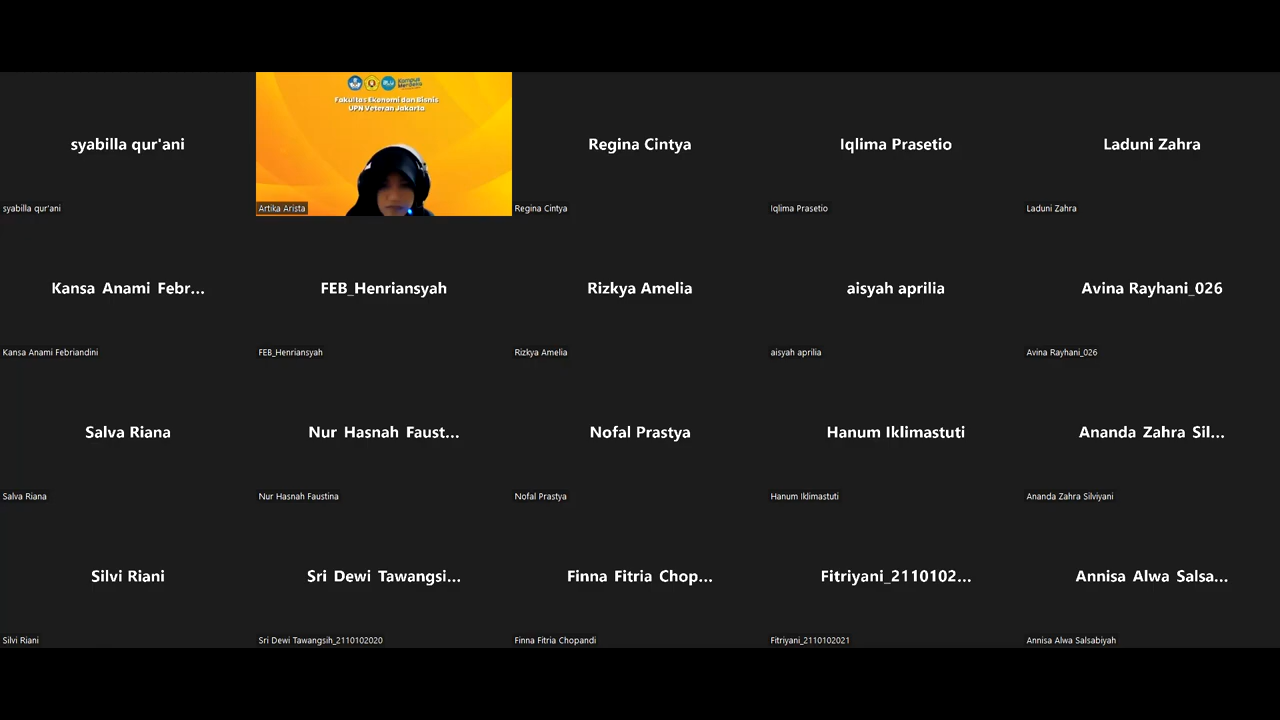 Kampus
Merdeka
Fakultas Ekonomi dan Bisnis
UPN Veteran Jakarta
syabilla qur'ani
Regina Cintya
Iqlima Prasetio
Laduni Zahra
syabilla qur'ani
Artika Arista
Regina Cintya
Iqlima Prasetio
Laduni Zahra
Kansa Anami Febr...
FEB_Henriansyah
Rizkya Amelia
aisyah aprilia
Avina Rayhani_026
Kansa Anami Febriandini
FEB_Henriansyah
Rizkya Amelia
aisyah aprilia
Avina Rayhani_026
Salva Riana
Nur Hasnah Faust...
Nofal Prastya
Hanum Iklimastuti
Ananda Zahra Sil...
Salva Riana
Nur Hasnah Faustina
Nofal Prastya
Hanum Iklimastuti
Ananda Zahra Silviyani
Silvi Riani
Sri Dewi Tawangsi...
Finna Fitria Chop...
Fitriyani_2110102...
Annisa Alwa Salsa...
Silvi Riani
Sri Dewi Tawangsih_2110102020
Finna Fitria Chopandi
Fitriyani_2110102021
Annisa Alwa Salsabiyah